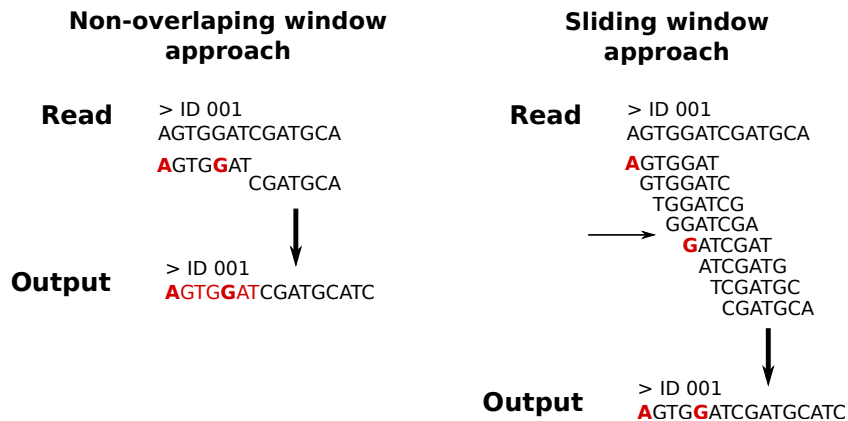 Non-overlaping window
approach
Read
> ID 001
AGTGGATCGATGCA
AGTGGAT
CGATGCA
Output
> ID 001
AGTGGATCGATGCATC
Sliding window
approach
Read
> ID 001
AGTGGATCGATGCA
AGTGGAT
GTGGATC
TGGATCG
GGATCGA
GATCGAT
ATCGATG
TCGATGC
CGATGCA
Output
> ID 001
AGTGGATCGATGCATC